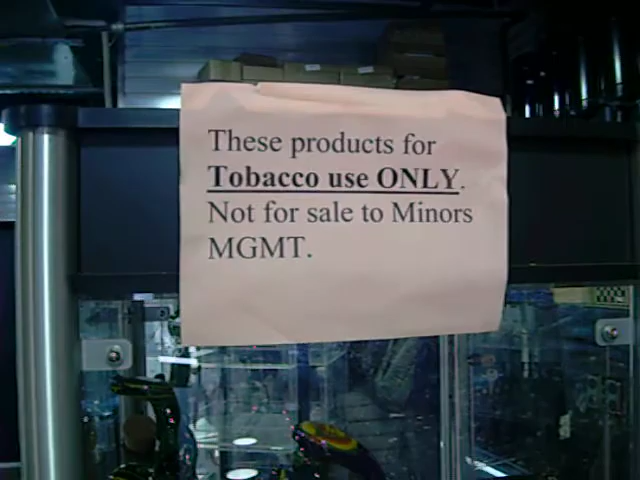 These products for
Tobacco use ONLY.
Not for sale to Minors
MGMT.